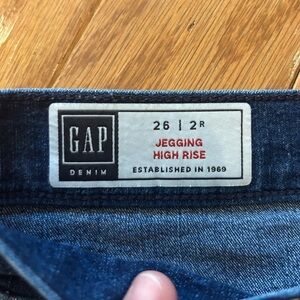 GAP
DENIM
26 | 2R
JEGGING
HIGH RISE
ESTABLISHED IN 1969